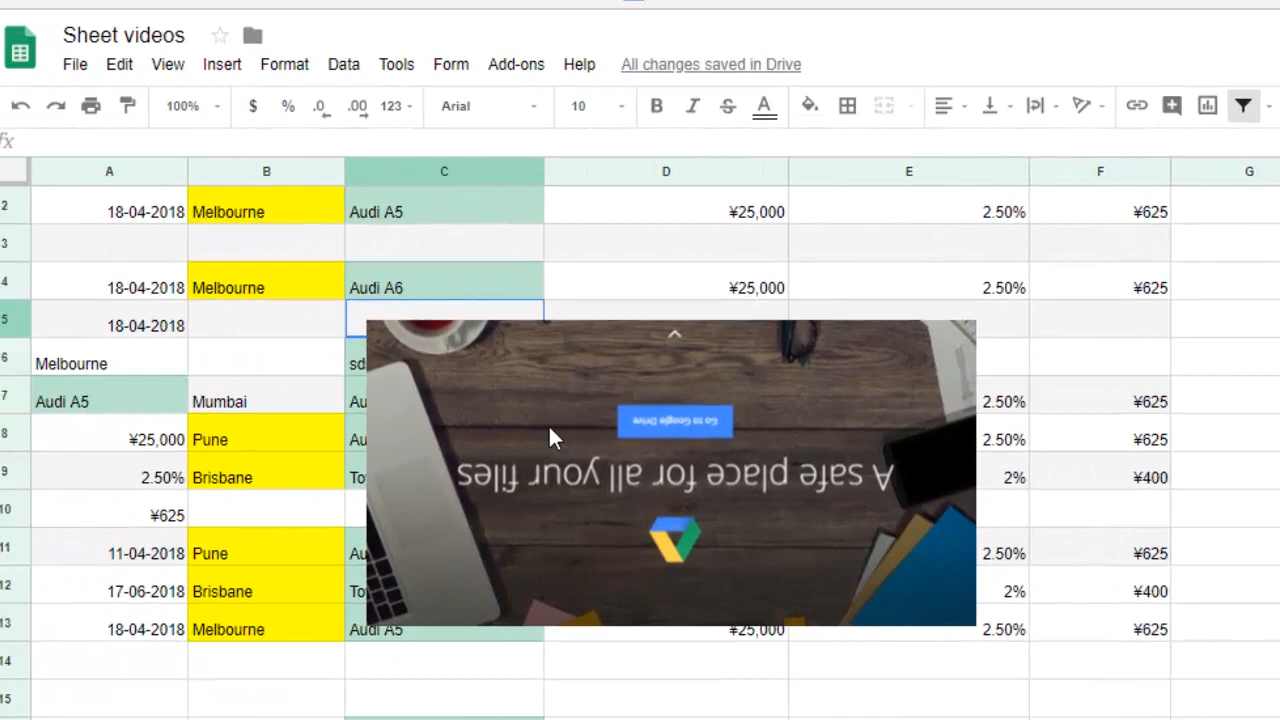 Sheet videos
File Edit View Insert Format Data Tools Form Add-ons Help All changes saved in Drive
100% $ % .0 .00 123 Arial 10 B I S A
fx
A B C D E F G
2 18-04-2018 Melbourne Audi A5 ¥25,000 2.50% ¥625
3
4 18-04-2018 Melbourne Audi A6 ¥25,000 2.50% ¥625
5 18-04-2018
6 Melbourne sd
7 Audi A5 Mumbai Au 2.50% ¥625
8 ¥25,000 Pune Au 2.50% ¥625
9 2.50% Brisbane To 2% ¥400
10 ¥625
11 11-04-2018 Pune Au 2.50% ¥625
12 17-06-2018 Brisbane To 2% ¥400
13 18-04-2018 Melbourne Audi A5 ¥25,000 2.50% ¥625
14
15
A safe place for all your files
Go to Google Drive